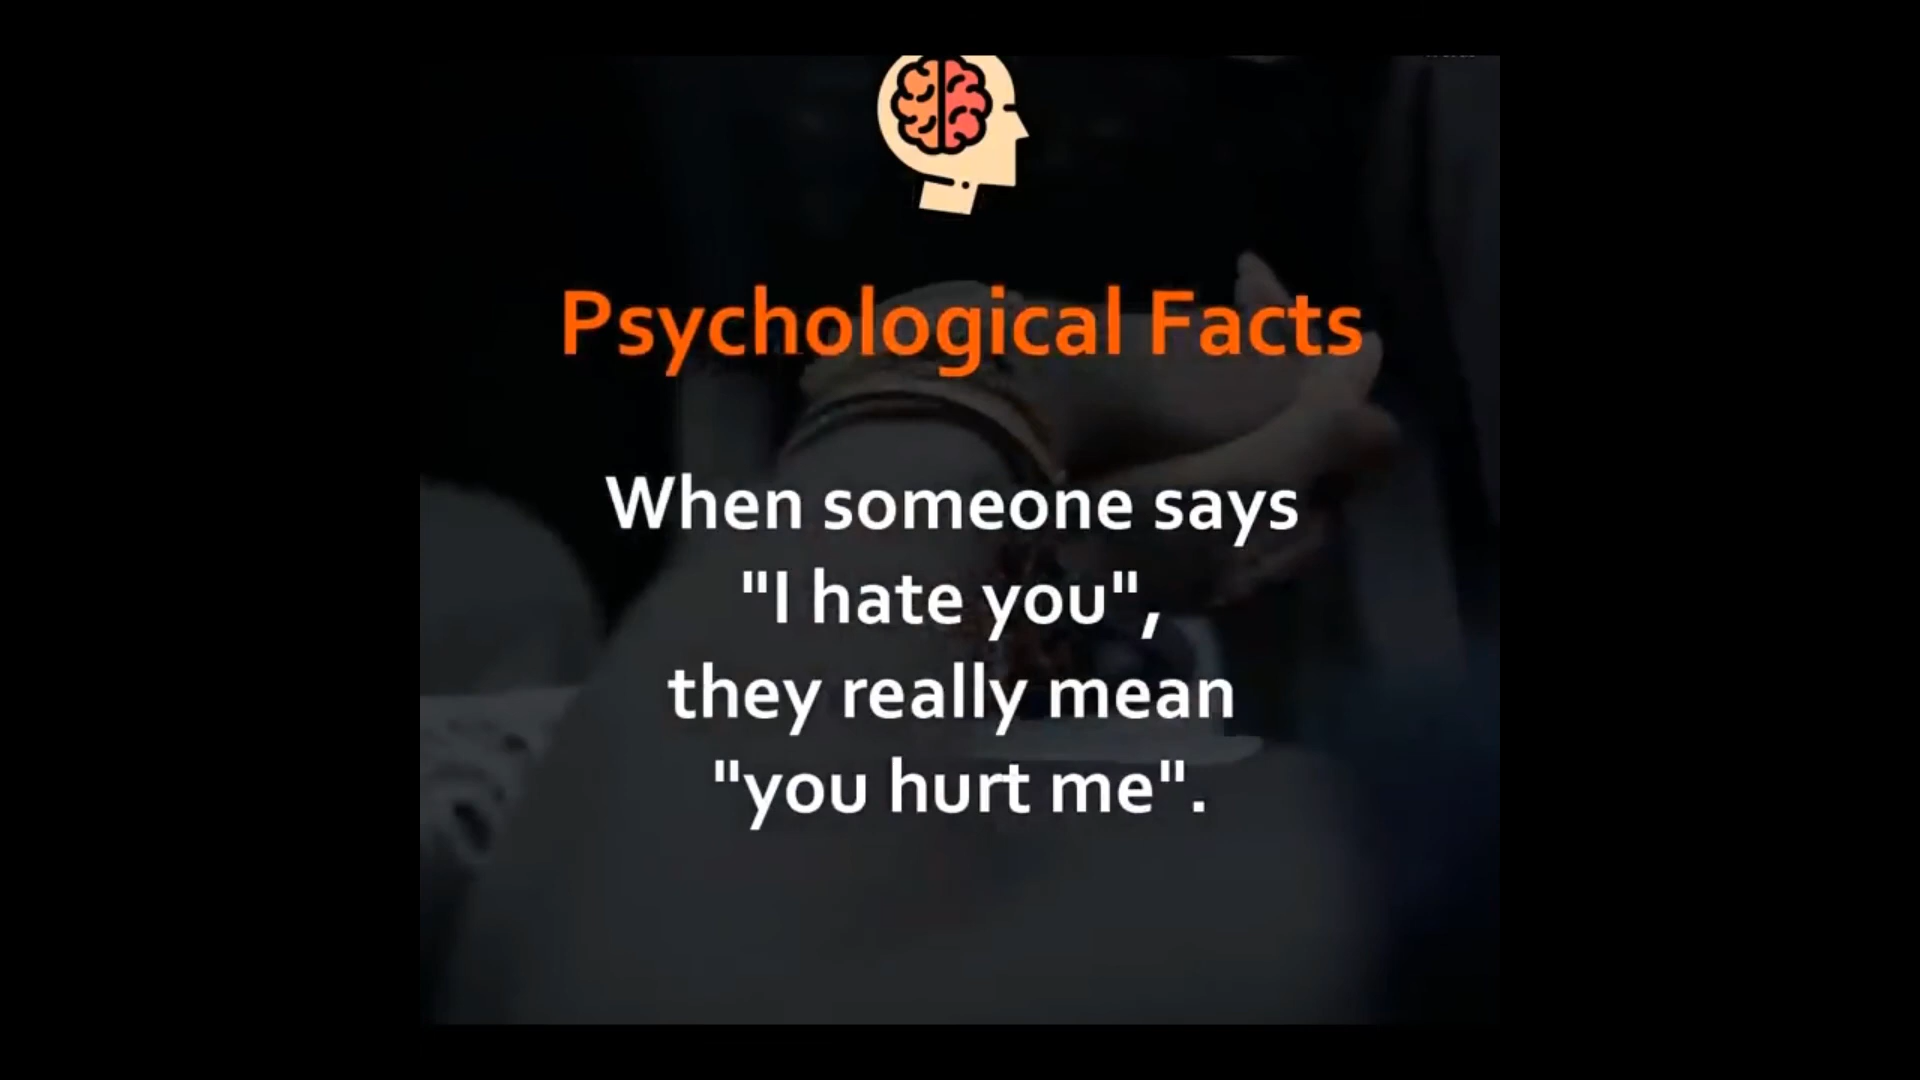 Psychological Facts
When someone says
"I hate you",
they really mean
"you hurt me".